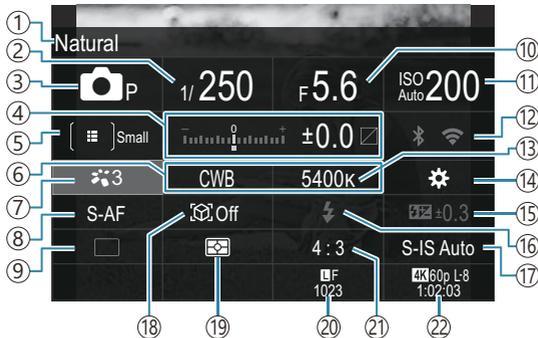 ① Natural
② ③ P 1/250 F5.6 ISO Auto 200 ⑩ ⑪
④ ⑤ Small − 0 + ±0.0 ⑫
⑥ ⑦ 3 CWB 5400K ⑬ ⑭
⑧ S-AF Off ±0.3 ⑮ ⑯
⑨ 4:3 S-IS Auto ⑰
LF 4K 60p L-8
1023 1:02:03
⑱ ⑲ ⑳ ㉑ ㉒